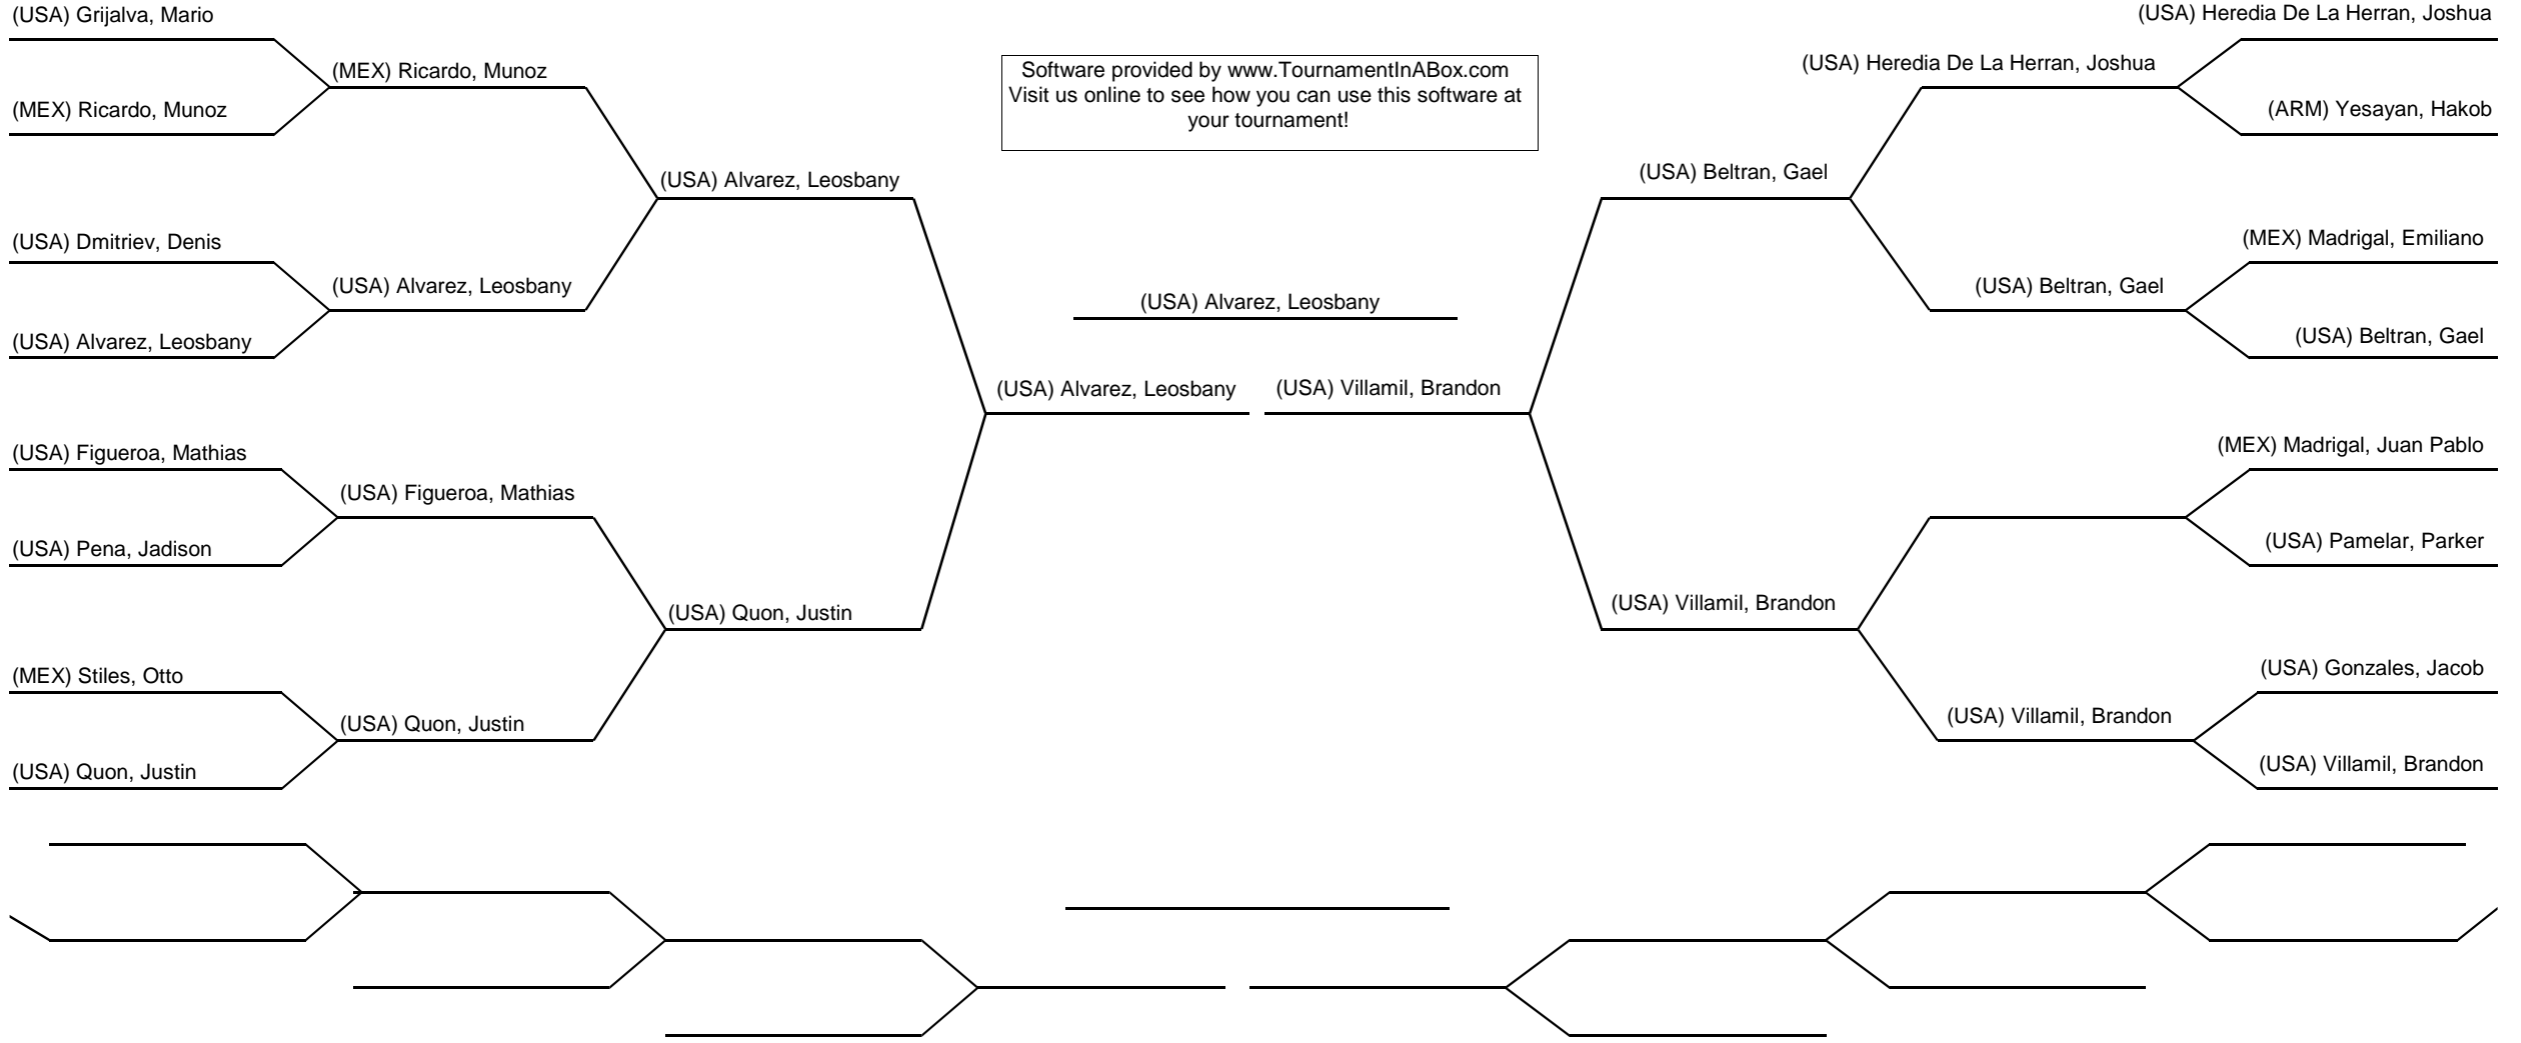 (USA) Grijalva, Mario
(MEX) Ricardo, Munoz
(MEX) Ricardo, Munoz
(USA) Alvarez, Leosbany
(USA) Dmitriev, Denis
(USA) Alvarez, Leosbany
(USA) Alvarez, Leosbany
(USA) Figueroa, Mathias
(USA) Figueroa, Mathias
(USA) Pena, Jadison
(USA) Quon, Justin
(MEX) Stiles, Otto
(USA) Quon, Justin
(USA) Quon, Justin
Software provided by www.TournamentInABox.com
Visit us online to see how you can use this software at
your tournament!
(USA) Alvarez, Leosbany
(USA) Alvarez, Leosbany
(USA) Villamil, Brandon
(USA) Heredia De La Herran, Joshua
(USA) Heredia De La Herran, Joshua
(ARM) Yesayan, Hakob
(USA) Beltran, Gael
(MEX) Madrigal, Emiliano
(USA) Beltran, Gael
(USA) Beltran, Gael
(MEX) Madrigal, Juan Pablo
(USA) Pamelar, Parker
(USA) Villamil, Brandon
(USA) Gonzales, Jacob
(USA) Villamil, Brandon
(USA) Villamil, Brandon